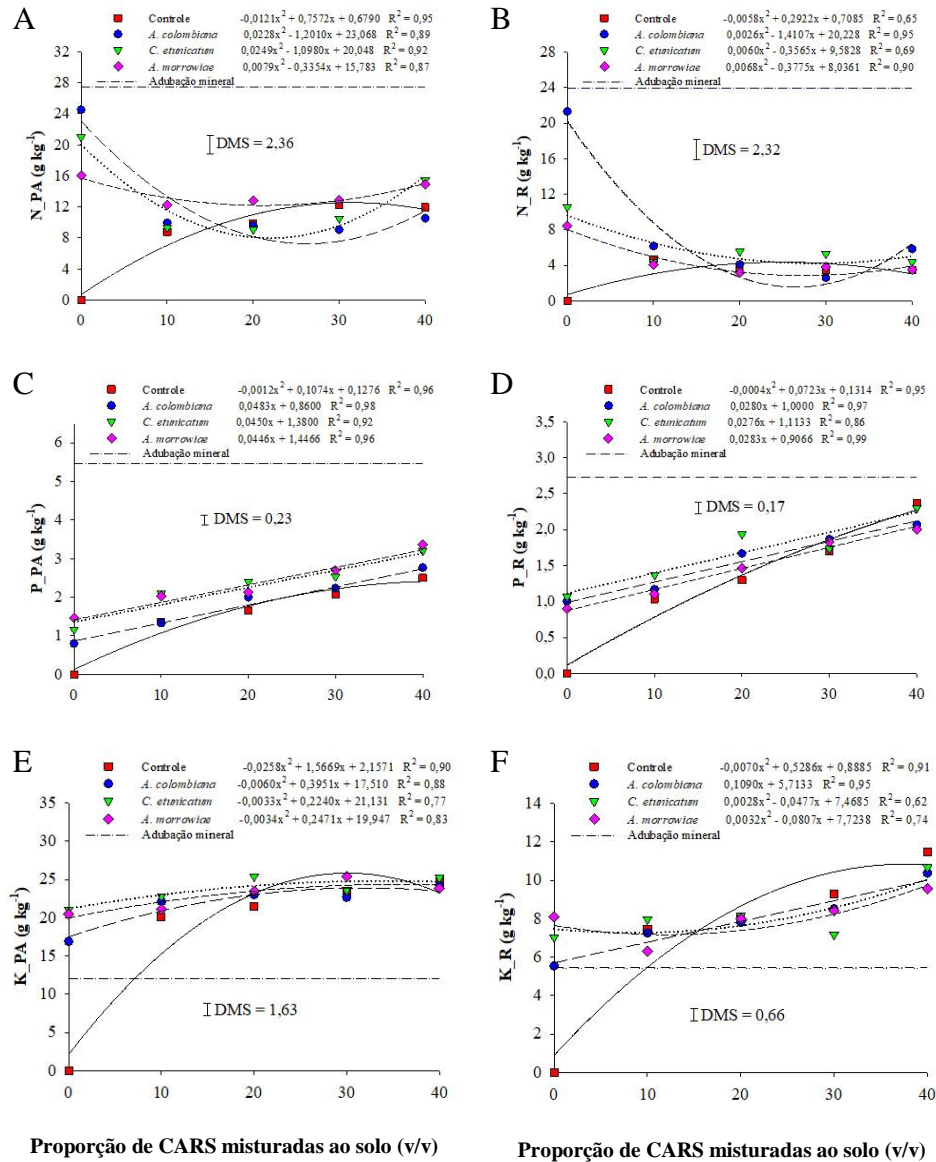 A
Controle -0,0121x² + 0,7572x + 0,6790 R² = 0,95
A. colombiana 0,0228x² - 1,2010x + 23,068 R² = 0,89
C. etunicatum 0,0249x² - 1,0980x + 20,048 R² = 0,92
A. morrowiae 0,0079x² - 0,3354x + 15,783 R² = 0,87
Adubação mineral
N_PA (g kg⁻¹)
32
28
24
20
16
12
8
4
0
DMS = 2,36
0 10 20 30 40
B
Controle -0,0058x² + 0,2922x + 0,7085 R² = 0,65
A. colombiana 0,0026x² - 1,4107x + 20,228 R² = 0,95
C. etunicatum 0,0060x² - 0,3565x + 9,5828 R² = 0,69
A. morrowiae 0,0068x² - 0,3775x + 8,0361 R² = 0,90
Adubação mineral
N_R (g kg⁻¹)
28
24
20
16
12
8
4
0
DMS = 2,32
0 10 20 30 40
C
Controle -0,0012x² + 0,1074x + 0,1276 R² = 0,96
A. colombiana 0,0483x + 0,8600 R² = 0,98
C. etunicatum 0,0450x + 1,3800 R² = 0,92
A. morrowiae 0,0446x + 1,4466 R² = 0,96
Adubação mineral
P_PA (g kg⁻¹)
6
5
4
3
2
1
0
DMS = 0,23
0 10 20 30 40
D
Controle -0,0004x² + 0,0723x + 0,1314 R² = 0,95
A. colombiana 0,0280x + 1,0000 R² = 0,97
C. etunicatum 0,0276x + 1,1133 R² = 0,86
A. morrowiae 0,0283x + 0,9066 R² = 0,99
Adubação mineral
P_R (g kg⁻¹)
3,5
3,0
2,5
2,0
1,5
1,0
0,5
0,0
DMS = 0,17
0 10 20 30 40
E
Controle -0,0258x² + 1,5669x + 2,1571 R² = 0,90
A. colombiana -0,0060x² + 0,3951x + 17,510 R² = 0,88
C. etunicatum -0,0033x² + 0,2240x + 21,131 R² = 0,77
A. morrowiae -0,0034x² + 0,2471x + 19,947 R² = 0,83
Adubação mineral
K_PA (g kg⁻¹)
35
30
25
20
15
10
5
0
DMS = 1,63
0 10 20 30 40
Proporção de CARS misturadas ao solo (v/v)
F
Controle -0,0070x² + 0,5286x + 0,8885 R² = 0,91
A. colombiana 0,1090x + 5,7133 R² = 0,95
C. etunicatum 0,0028x² - 0,0477x + 7,4685 R² = 0,62
A. morrowiae 0,0032x² - 0,0807x + 7,7238 R² = 0,74
Adubação mineral
K_R (g kg⁻¹)
14
12
10
8
6
4
2
0
DMS = 0,66
0 10 20 30 40
Proporção de CARS misturadas ao solo (v/v)